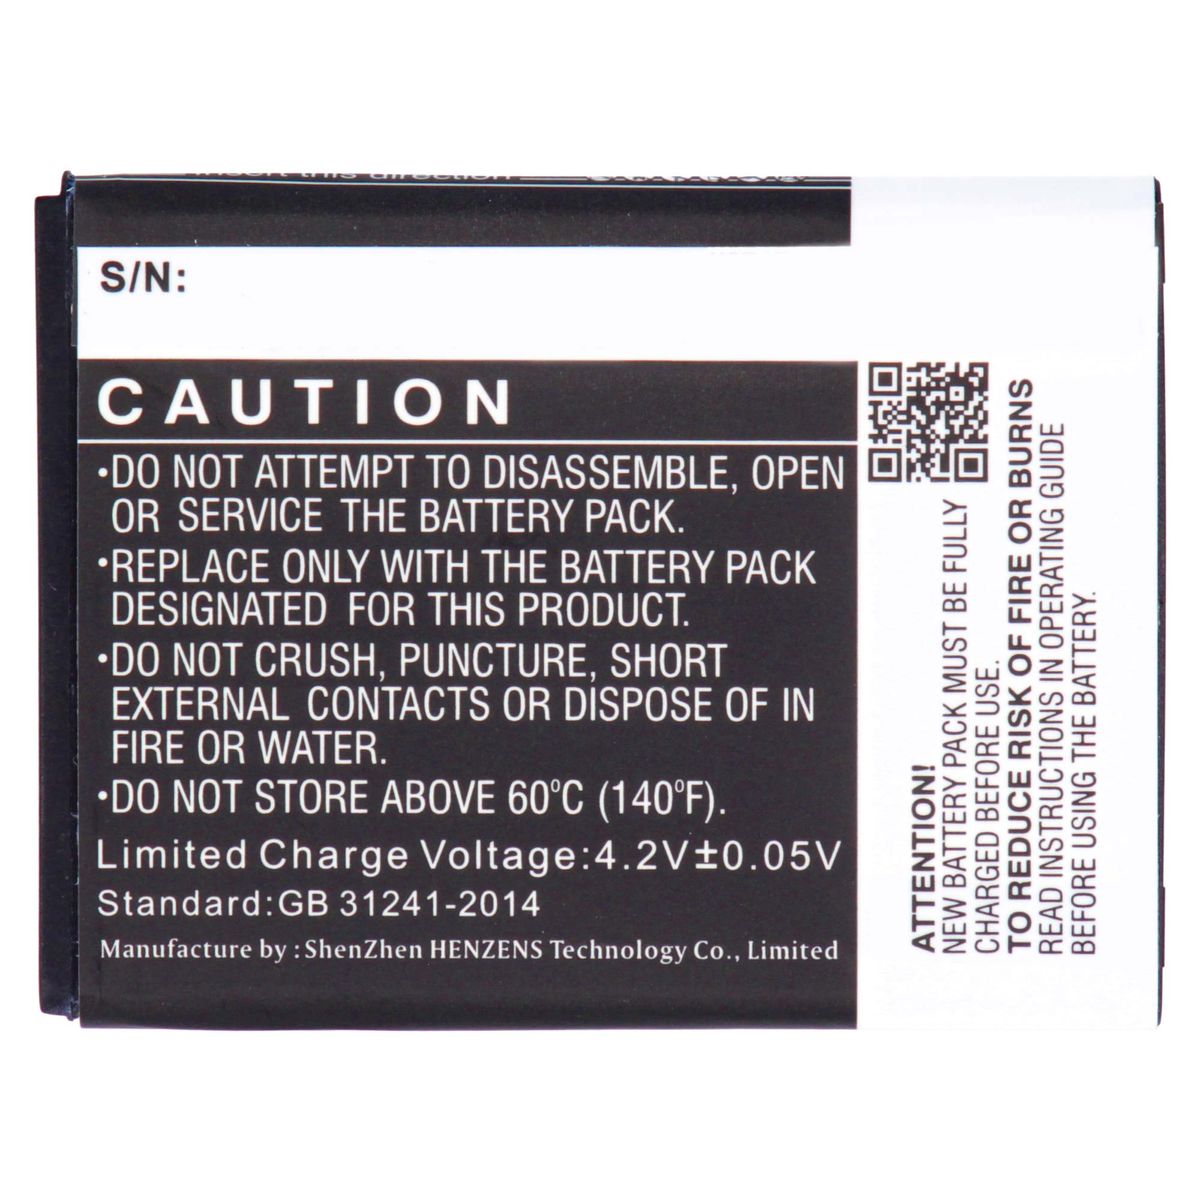 insert this direction
S/N:
CAUTION
•DO NOT ATTEMPT TO DISASSEMBLE, OPEN
OR SERVICE THE BATTERY PACK.
•REPLACE ONLY WITH THE BATTERY PACK
DESIGNATED FOR THIS PRODUCT.
•DO NOT CRUSH, PUNCTURE, SHORT
EXTERNAL CONTACTS OR DISPOSE OF IN
FIRE OR WATER.
•DO NOT STORE ABOVE 60°C (140°F).
Limited Charge Voltage:4.2V±0.05V
Standard:GB 31241-2014
Manufacture by :ShenZhen HENZENS Technology Co., Limited
ATTENTION!
NEW BATTERY PACK MUST BE FULLY
CHARGED BEFORE USE.
TO REDUCE RISK OF FIRE OR BURNS
READ INSTRUCTIONS IN OPERATING GUIDE
BEFORE USING THE BATTERY.